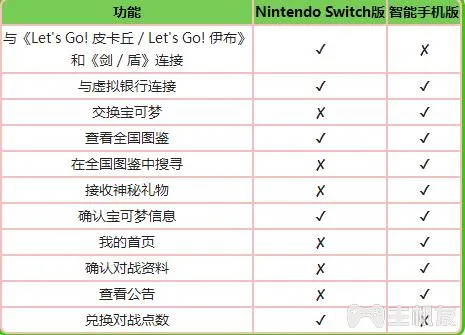 功能 Nintendo Switch版 智能手机版
与《Let's Go! 皮卡丘 / Let's Go! 伊布》
和《剑 / 盾》连接 ✓ ✗
与虚拟银行连接 ✓ ✓
交换宝可梦 ✗ ✓
查看全国图鉴 ✓ ✓
在全国图鉴中搜寻 ✗ ✓
接收神秘礼物 ✗ ✓
确认宝可梦信息 ✓ ✓
我的首页 ✗ ✓
确认对战资料 ✗ ✓
查看公告 ✗ ✓
兑换对战点数 ✓ ✗
主机友